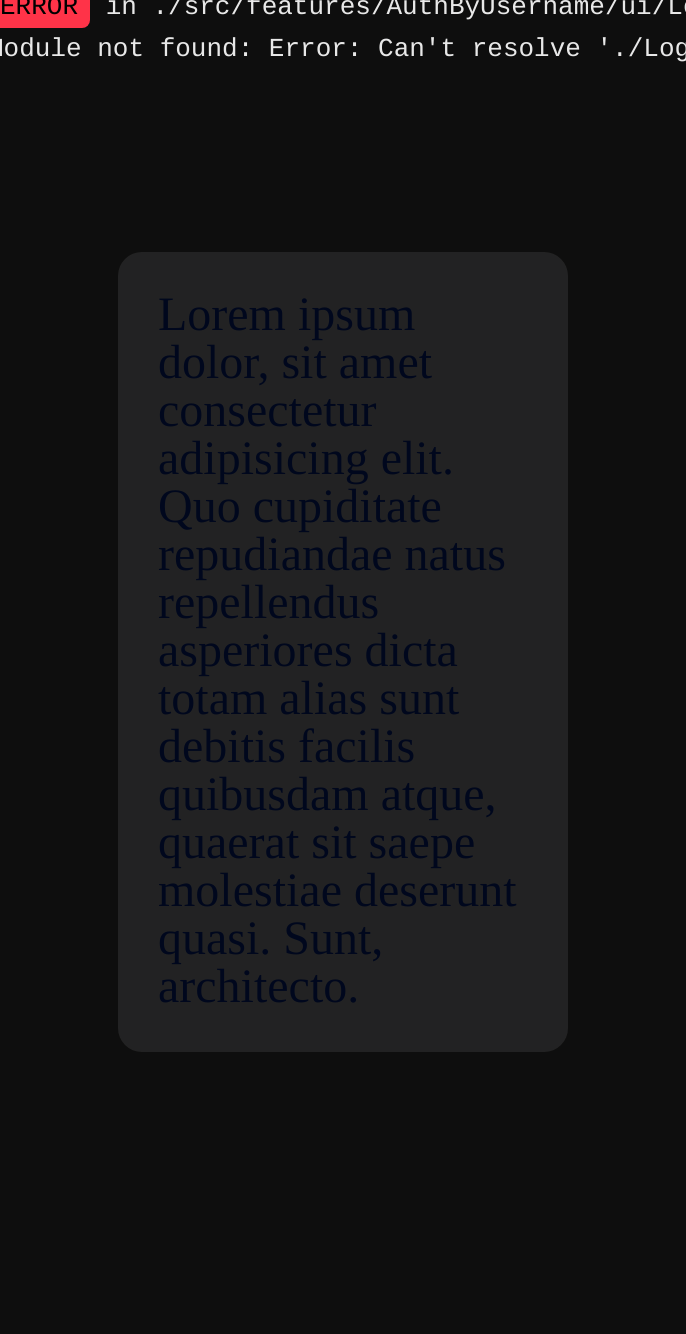 ERROR in ./src/features/AuthByUsername/ui/L
Module not found: Error: Can't resolve './Log
Lorem ipsum
dolor, sit amet
consectetur
adipisicing elit.
Quo cupiditate
repudiandae natus
repellendus
asperiores dicta
totam alias sunt
debitis facilis
quibusdam atque,
quaerat sit saepe
molestiae deserunt
quasi. Sunt,
architecto.